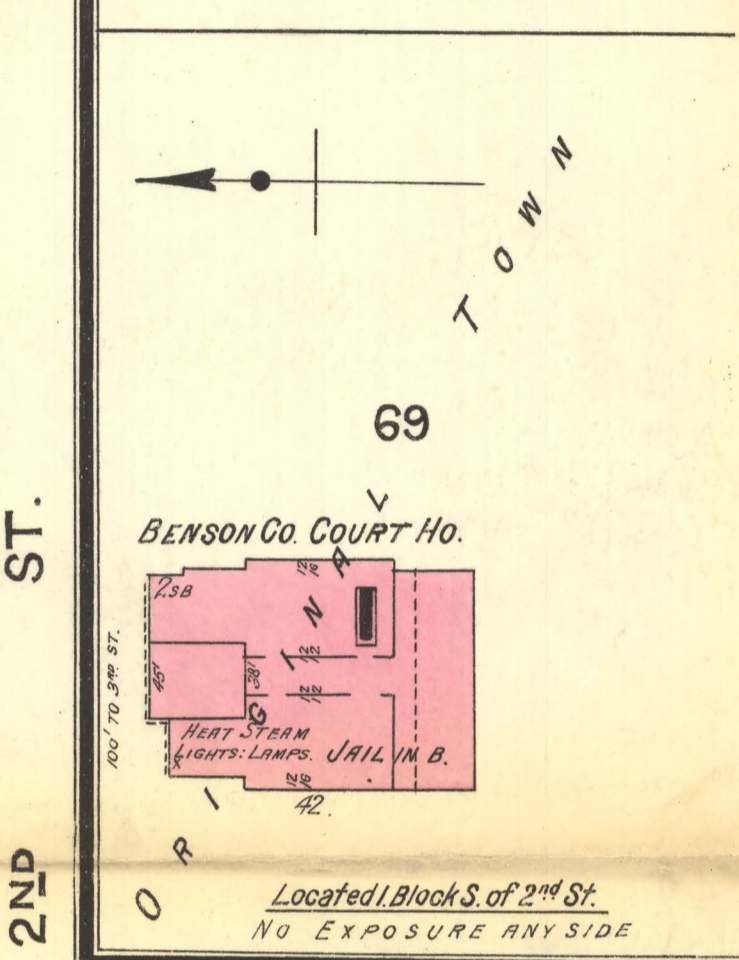 ORIGINAL TOWN
69
BENSON CO. COURT HO.
2SB
12
16
12
12
12
12
45'
38'
HEAT STEAM
LIGHTS: LAMPS.
JAIL IN B.
X
12
16
42.
100' TO 3RD ST.
2ND ST.
Located 1. Block S. of 2nd St.
NO EXPOSURE ANY SIDE